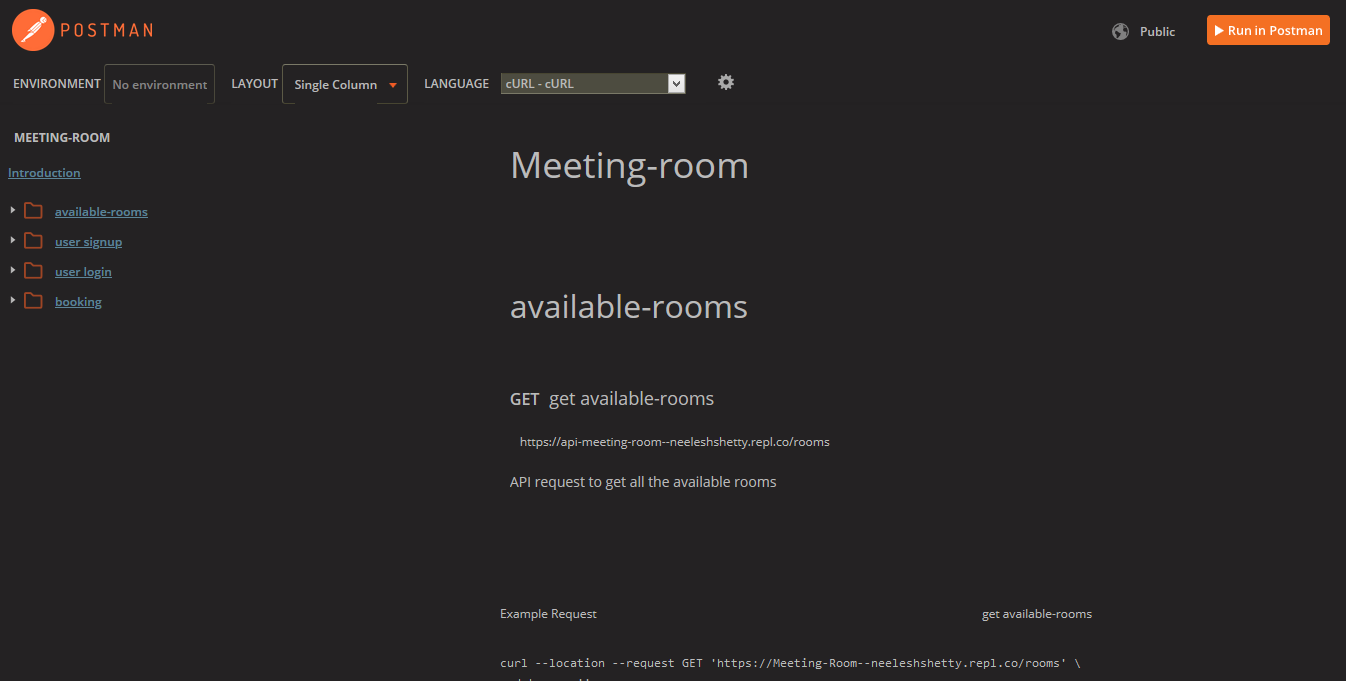 POSTMAN
Public
Run in Postman
ENVIRONMENT No environment LAYOUT Single Column LANGUAGE cURL - cURL
MEETING-ROOM
Introduction
available-rooms
user signup
user login
booking
Meeting-room
available-rooms
GET get available-rooms
https://api-meeting-room--neeleshshetty.repl.co/rooms
API request to get all the available rooms
Example Request get available-rooms
curl --location --request GET 'https://Meeting-Room--neeleshshetty.repl.co/rooms' \